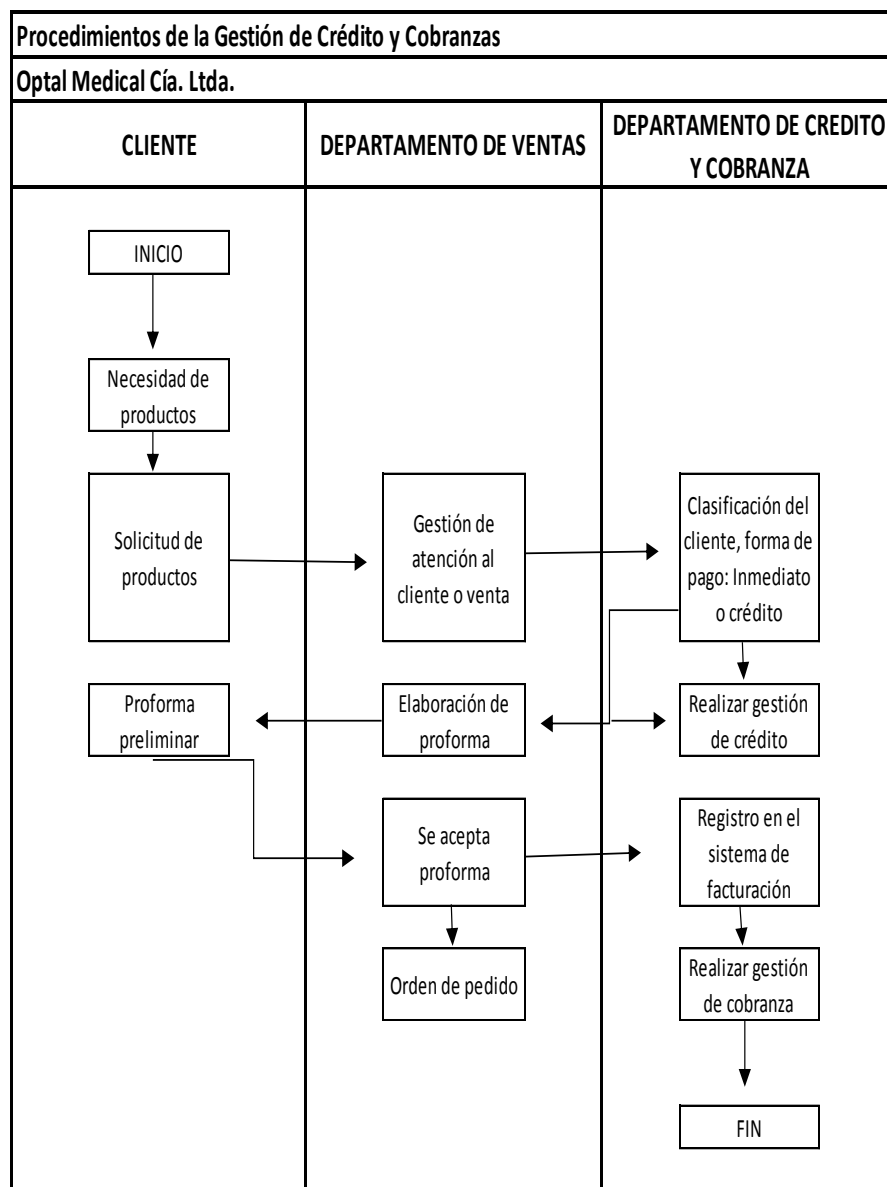 Procedimientos de la Gestión de Crédito y Cobranzas
Optal Medical Cía. Ltda.
CLIENTE
DEPARTAMENTO DE VENTAS
DEPARTAMENTO DE CREDITO
Y COBRANZA
INICIO
Necesidad de
productos
Solicitud de
productos
Gestión de
atención al
cliente o venta
Clasificación del
cliente, forma de
pago: Inmediato
o crédito
Proforma
preliminar
Elaboración de
proforma
Realizar gestión
de crédito
Se acepta
proforma
Registro en el
sistema de
facturación
Orden de pedido
Realizar gestión
de cobranza
FIN